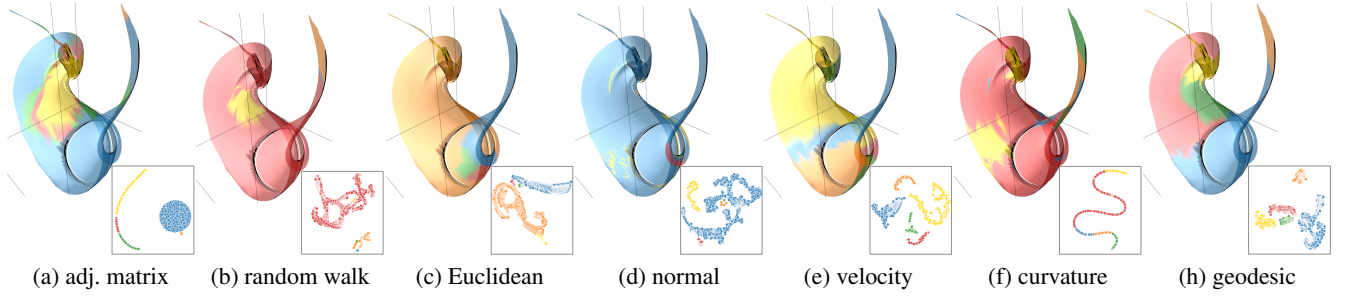 (a) adj. matrix (b) random walk (c) Euclidean (d) normal (e) velocity (f) curvature (h) geodesic